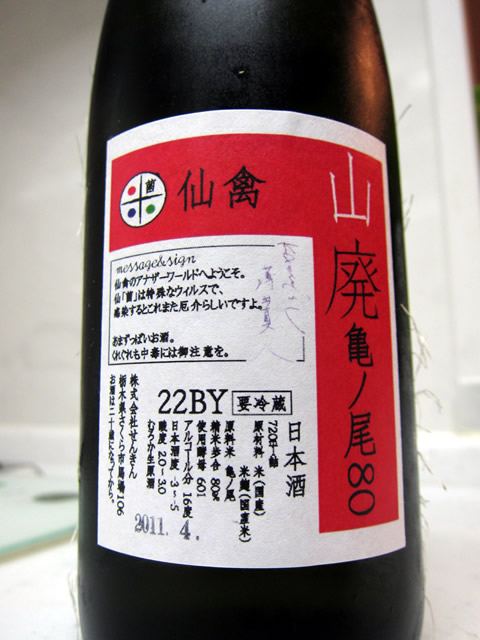 菌
仙禽
山廃亀ノ尾80
message&sign
仙禽のアナザーワールドへようこそ。
仙「菌」は特殊なウィルスで、
感染するとこれまた厄介らしいですよ。
あまずっぱいお酒。
くれぐれも中毒には御注意を。
22BY
要冷蔵
日本酒
720ml詰
原材料 米(国産)
米麹(国産米)
原料米 亀ノ尾
精米歩合 80%
使用酵母 601
アルコール分 16度
日本酒度 -3~-5
酸度 2.0~3.0
むろか生原酒
2011. 4.
株式会社せんきん
栃木県さくら市馬場106
お酒は二十歳になってから。